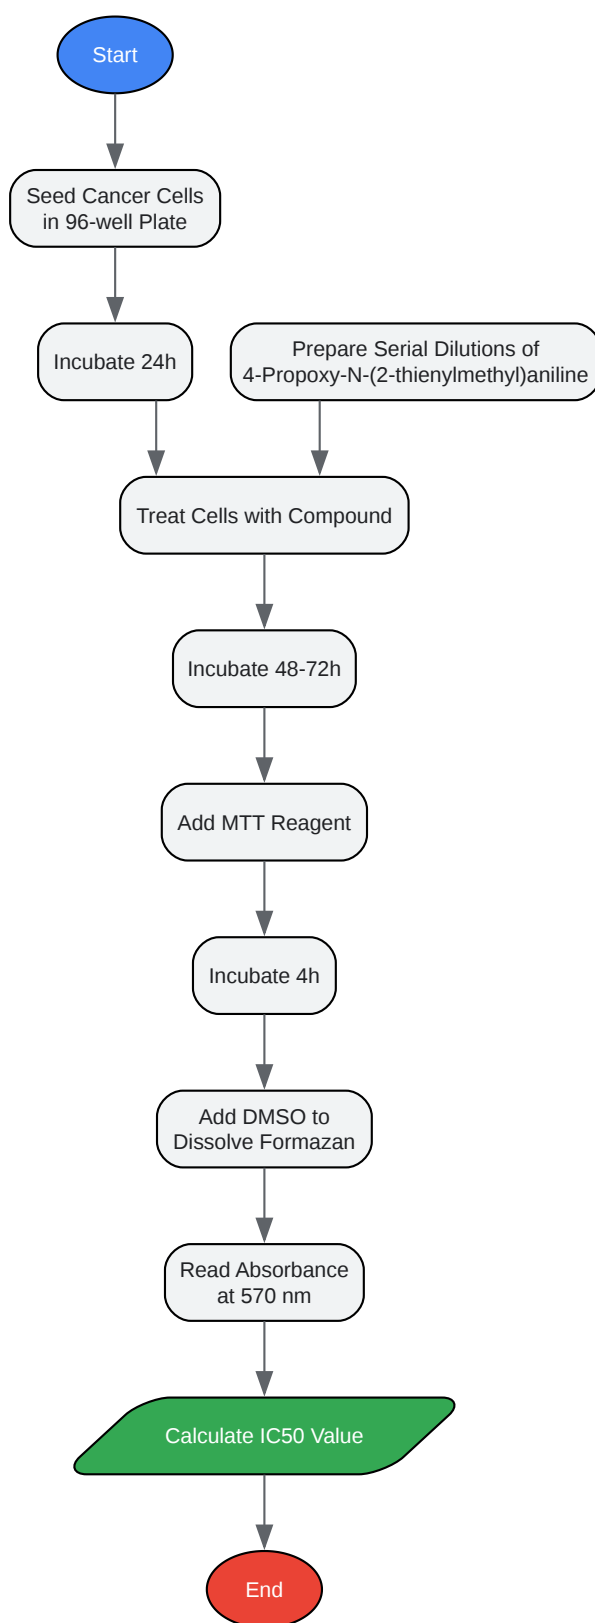 Start
Seed Cancer Cells
in 96-well Plate
Incubate 24h
Prepare Serial Dilutions of
4-Propoxy-N-(2-thienylmethyl)aniline
Treat Cells with Compound
Incubate 48-72h
Add MTT Reagent
Incubate 4h
Add DMSO to
Dissolve Formazan
Read Absorbance
at 570 nm
Calculate IC50 Value
End